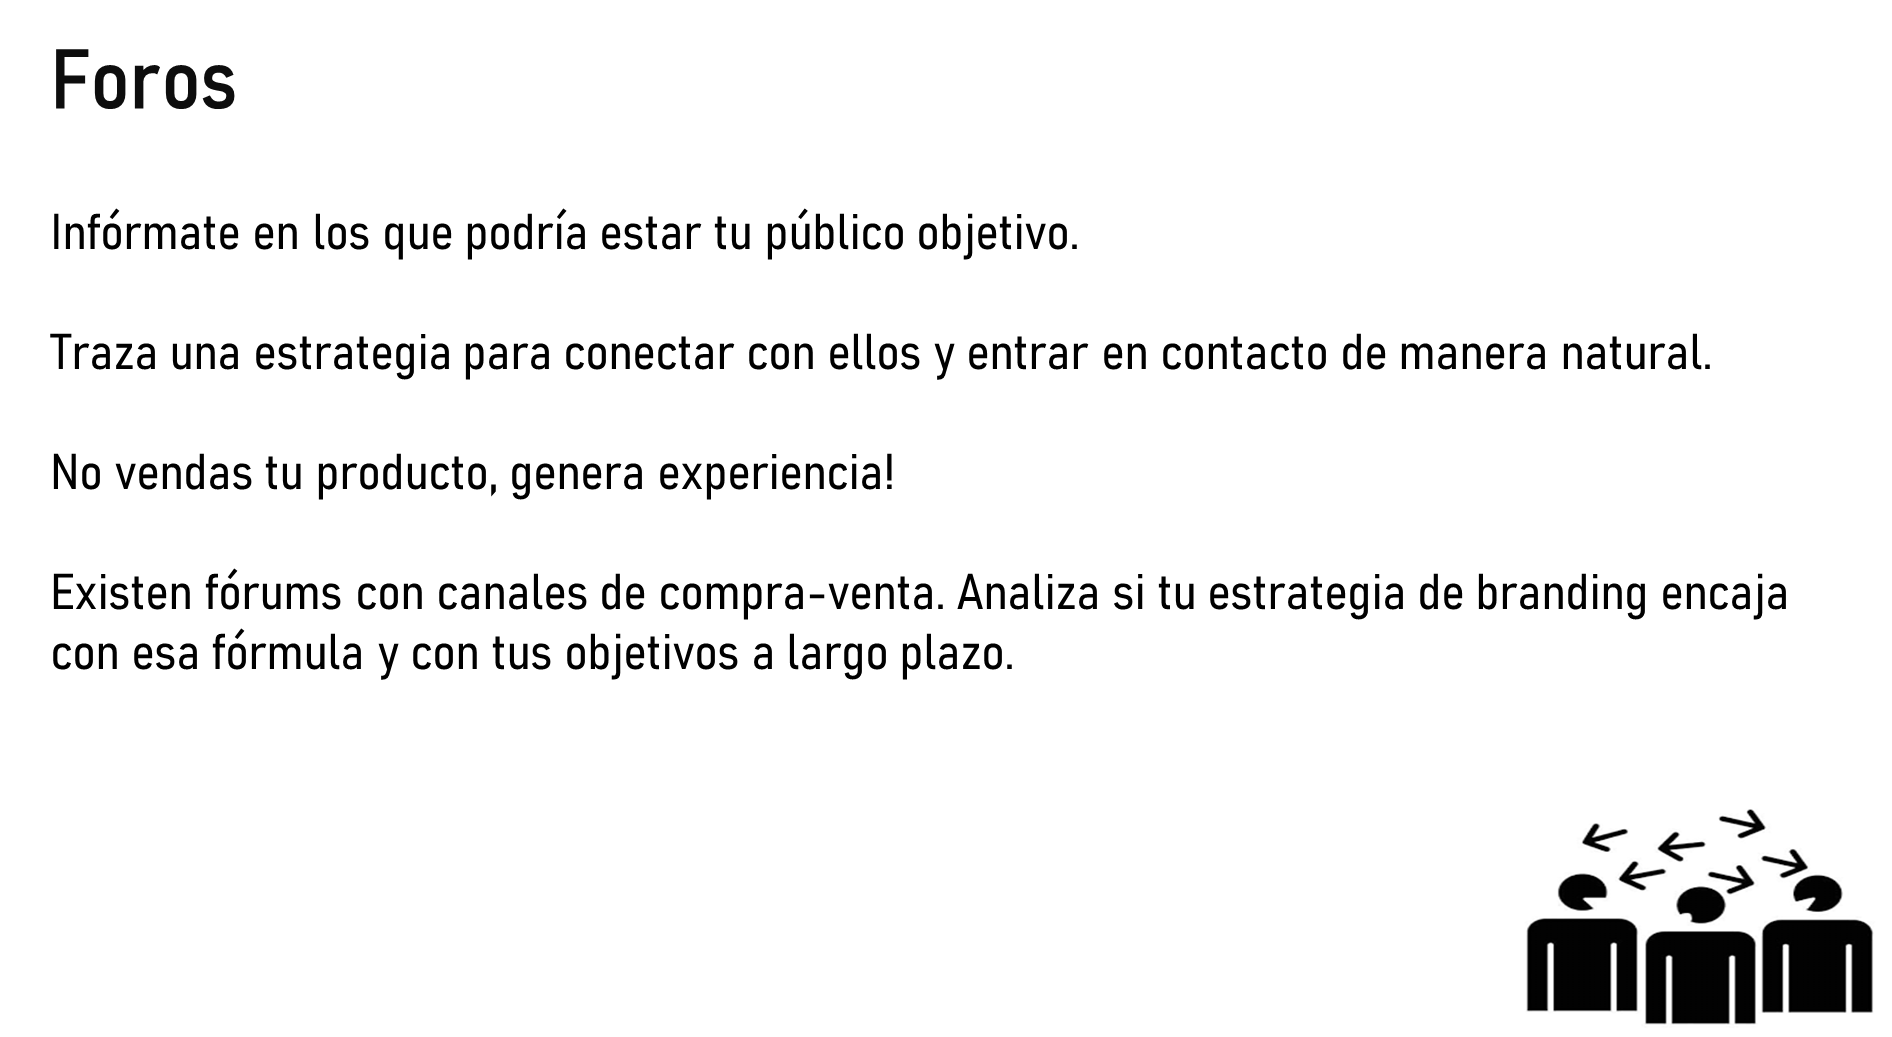 Foros
Infórmate en los que podría estar tu público objetivo.
Traza una estrategia para conectar con ellos y entrar en contacto de manera natural.
No vendas tu producto, genera experiencia!
Existen fórums con canales de compra-venta. Analiza si tu estrategia de branding encaja
con esa fórmula y con tus objetivos a largo plazo.